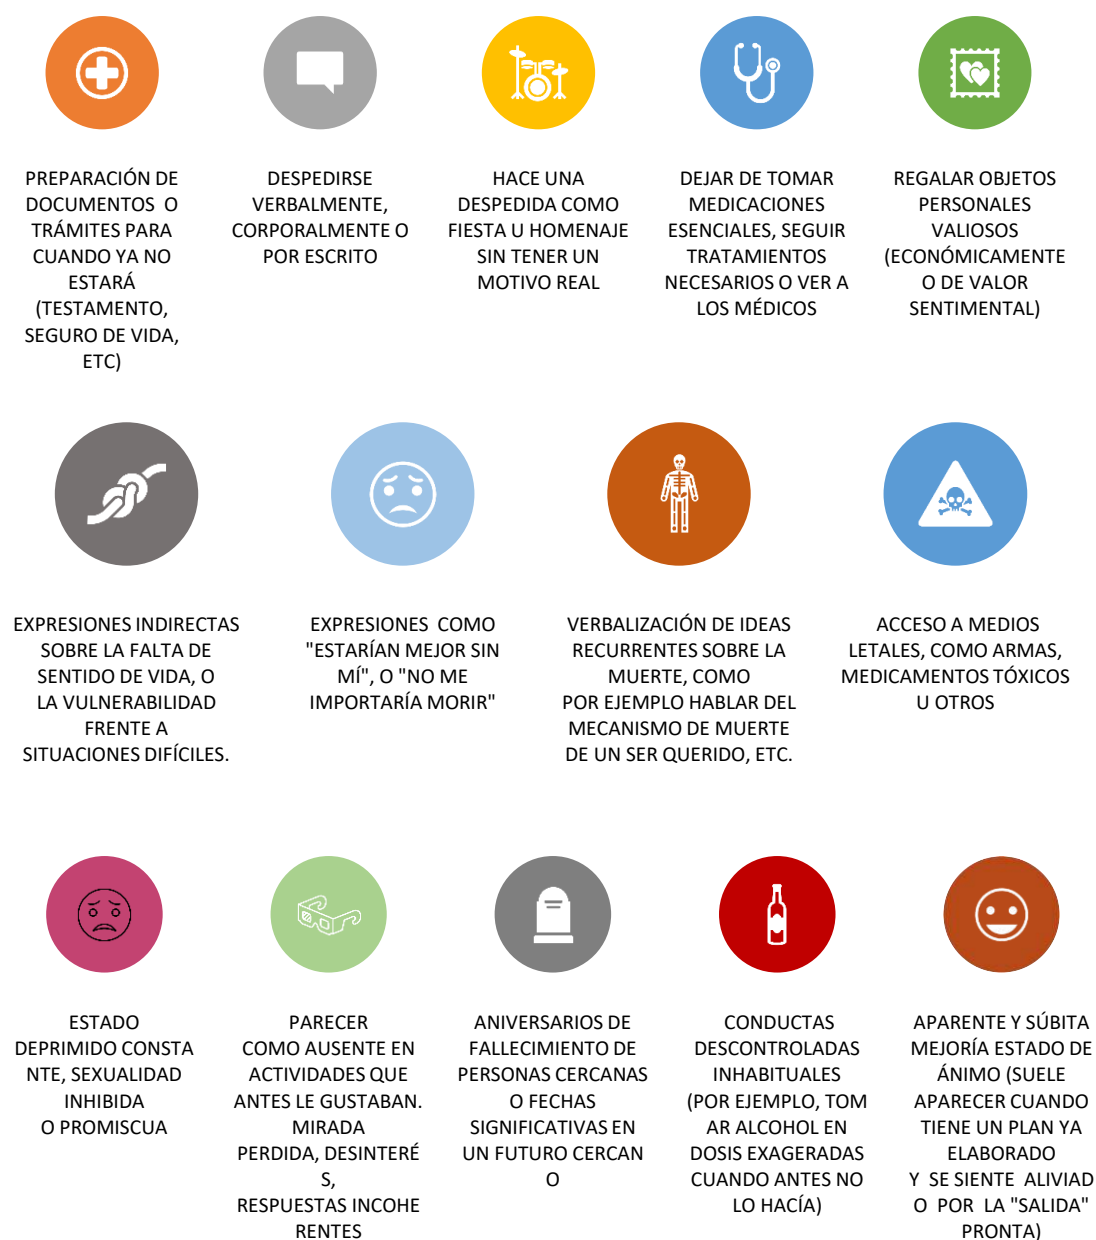 PREPARACIÓN DE
DOCUMENTOS O
TRÁMITES PARA
CUANDO YA NO
ESTARÁ
(TESTAMENTO,
SEGURO DE VIDA,
ETC)
DESPEDIRSE
VERBALMENTE,
CORPORALMENTE O
POR ESCRITO
HACE UNA
DESPEDIDA COMO
FIESTA U HOMENAJE
SIN TENER UN
MOTIVO REAL
DEJAR DE TOMAR
MEDICACIONES
ESENCIALES, SEGUIR
TRATAMIENTOS
NECESARIOS O VER A
LOS MÉDICOS
REGALAR OBJETOS
PERSONALES
VALIOSOS
(ECONÓMICAMENTE
O DE VALOR
SENTIMENTAL)
EXPRESIONES INDIRECTAS
SOBRE LA FALTA DE
SENTIDO DE VIDA, O
LA VULNERABILIDAD
FRENTE A
SITUACIONES DIFÍCILES.
EXPRESIONES COMO
"ESTARÍAN MEJOR SIN
MÍ", O "NO ME
IMPORTARÍA MORIR"
VERBALIZACIÓN DE IDEAS
RECURRENTES SOBRE LA
MUERTE, COMO
POR EJEMPLO HABLAR DEL
MECANISMO DE MUERTE
DE UN SER QUERIDO, ETC.
ACCESO A MEDIOS
LETALES, COMO ARMAS,
MEDICAMENTOS TÓXICOS
U OTROS
ESTADO
DEPRIMIDO CONSTA
NTE, SEXUALIDAD
INHIBIDA
O PROMISCUA
PARECER
COMO AUSENTE EN
ACTIVIDADES QUE
ANTES LE GUSTABAN.
MIRADA
PERDIDA, DESINTERÉ
S,
RESPUESTAS INCOHE
RENTES
ANIVERSARIOS DE
FALLECIMIENTO DE
PERSONAS CERCANAS
O FECHAS
SIGNIFICATIVAS EN
UN FUTURO CERCAN
O
CONDUCTAS
DESCONTROLADAS
INHABITUALES
(POR EJEMPLO, TOM
AR ALCOHOL EN
DOSIS EXAGERADAS
CUANDO ANTES NO
LO HACÍA)
APARENTE Y SÚBITA
MEJORÍA ESTADO DE
ÁNIMO (SUELE
APARECER CUANDO
TIENE UN PLAN YA
ELABORADO
Y SE SIENTE ALIVIAD
O POR LA "SALIDA"
PRONTA)